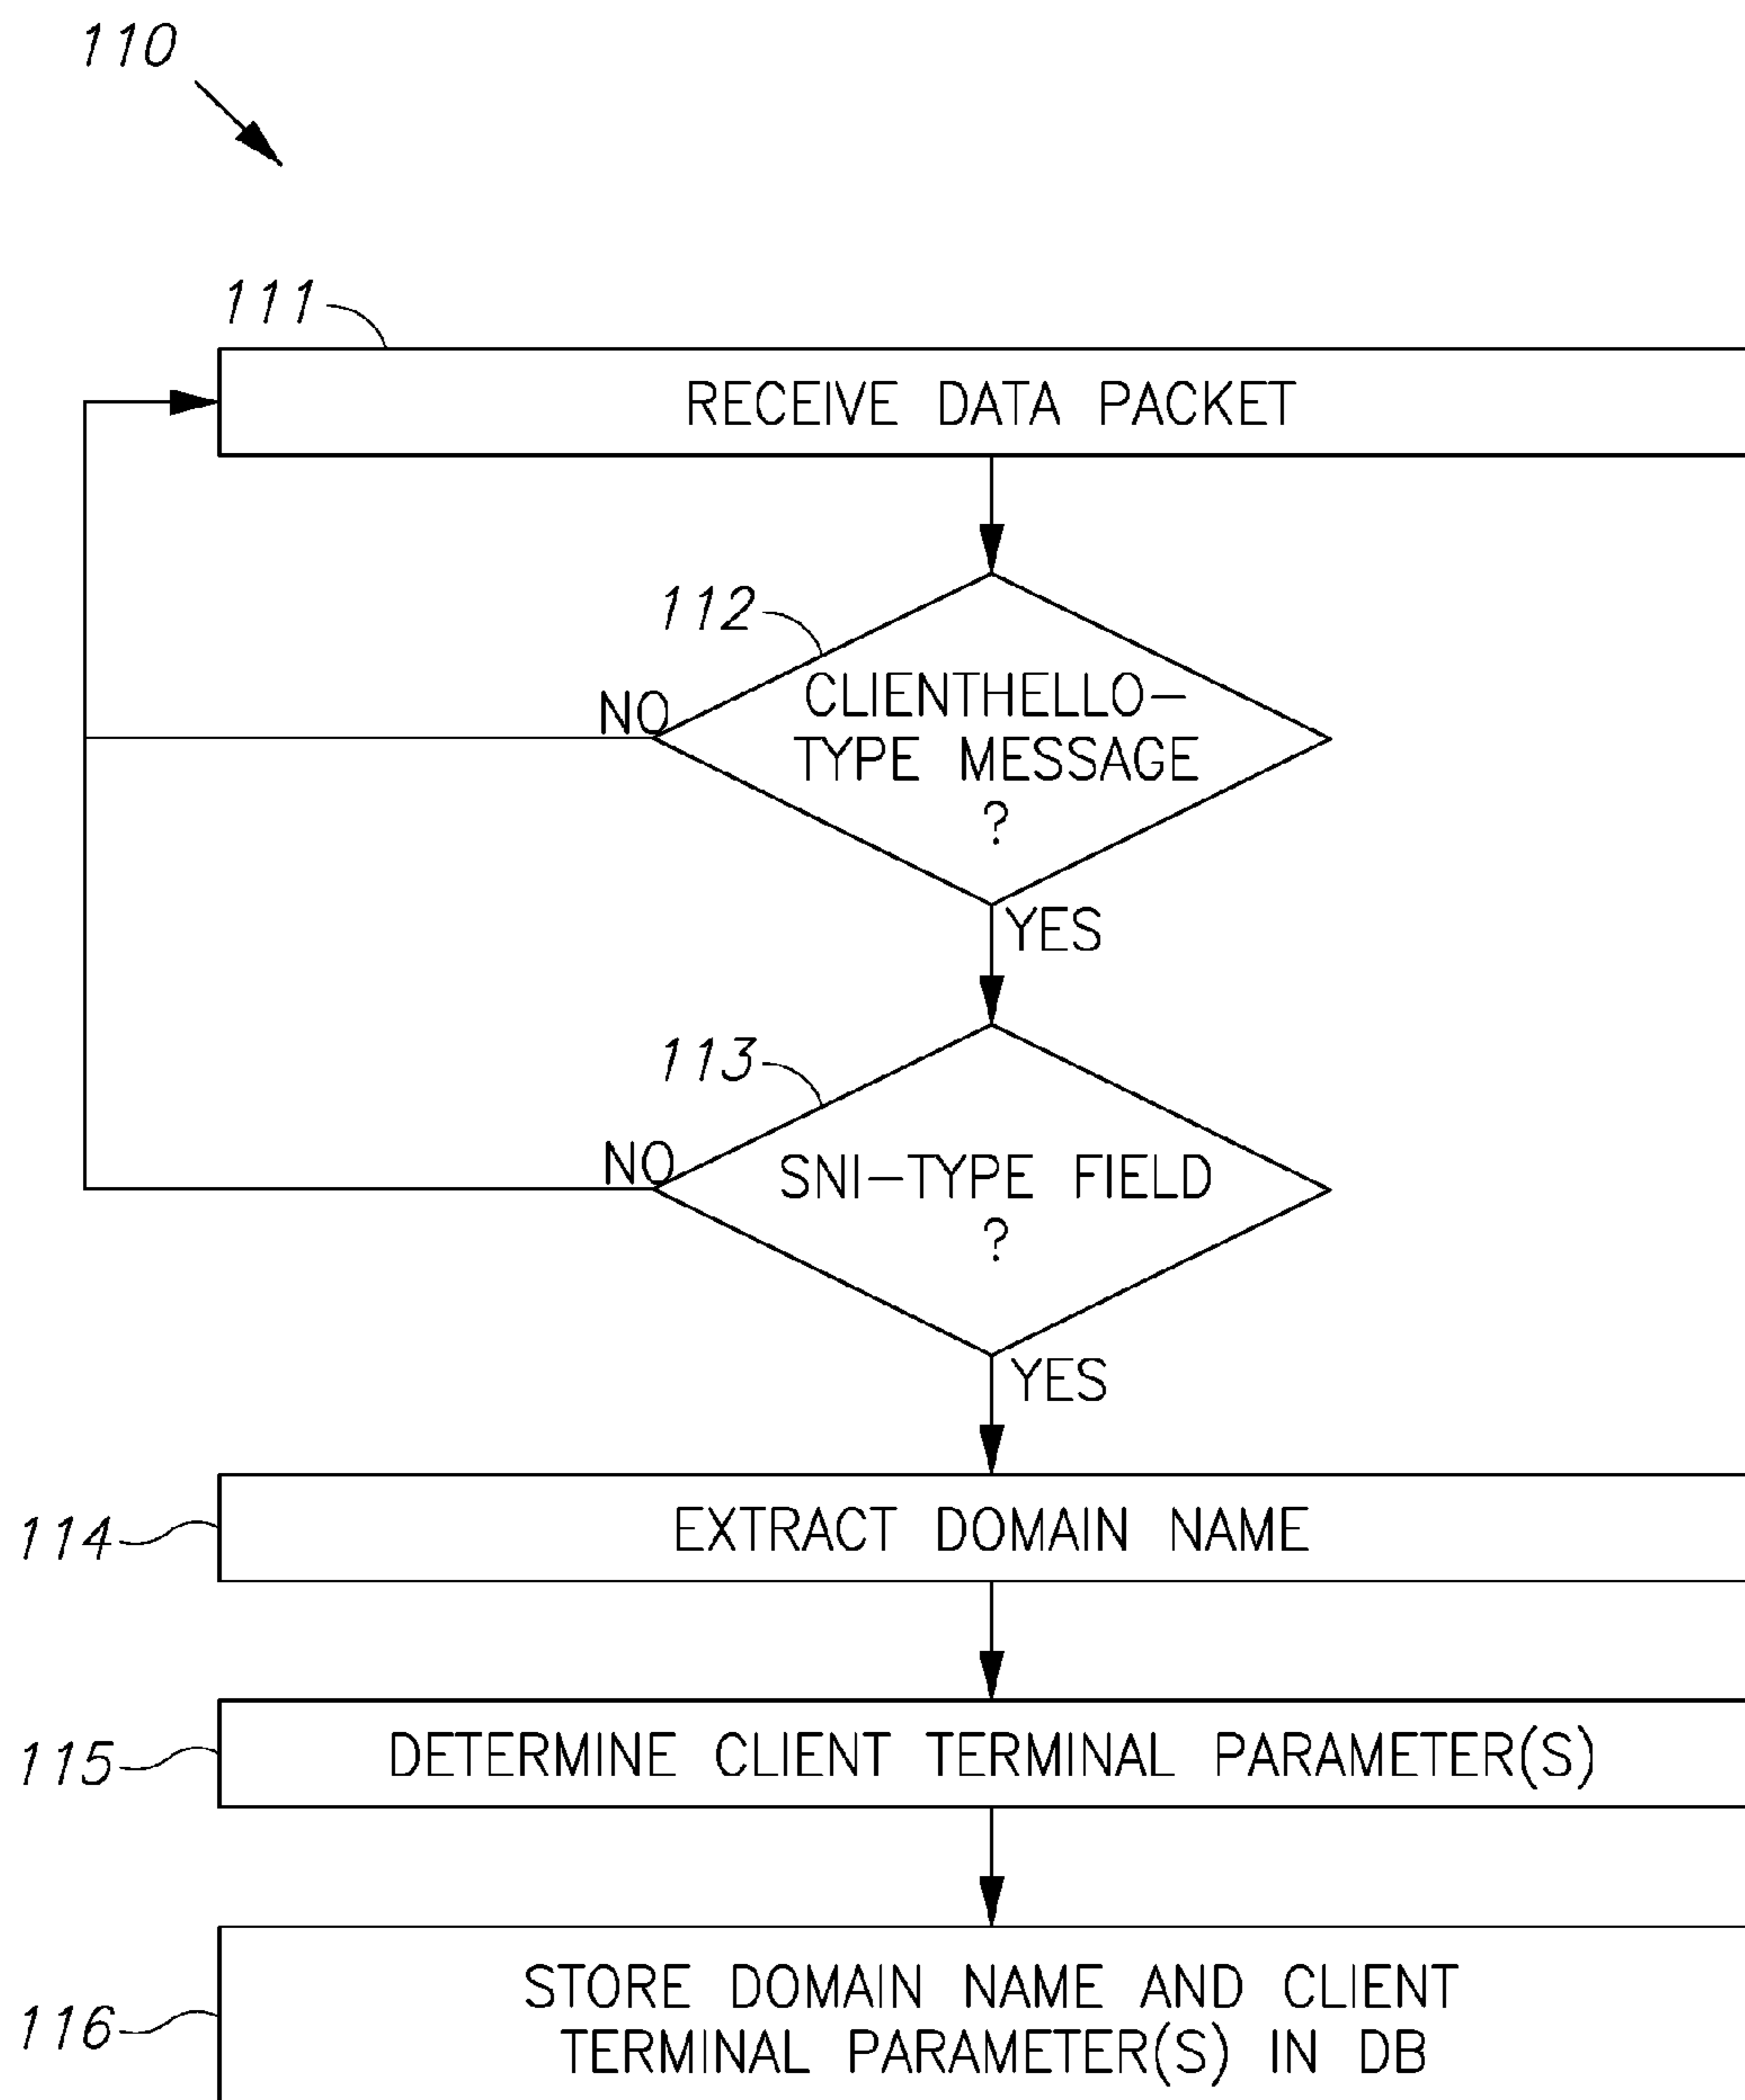 110
111
RECEIVE DATA PACKET
112
CLIENTHELLO-
TYPE MESSAGE
?
NO
YES
113
SNI-TYPE FIELD
?
NO
YES
114
EXTRACT DOMAIN NAME
115
DETERMINE CLIENT TERMINAL PARAMETER(S)
116
STORE DOMAIN NAME AND CLIENT
TERMINAL PARAMETER(S) IN DB